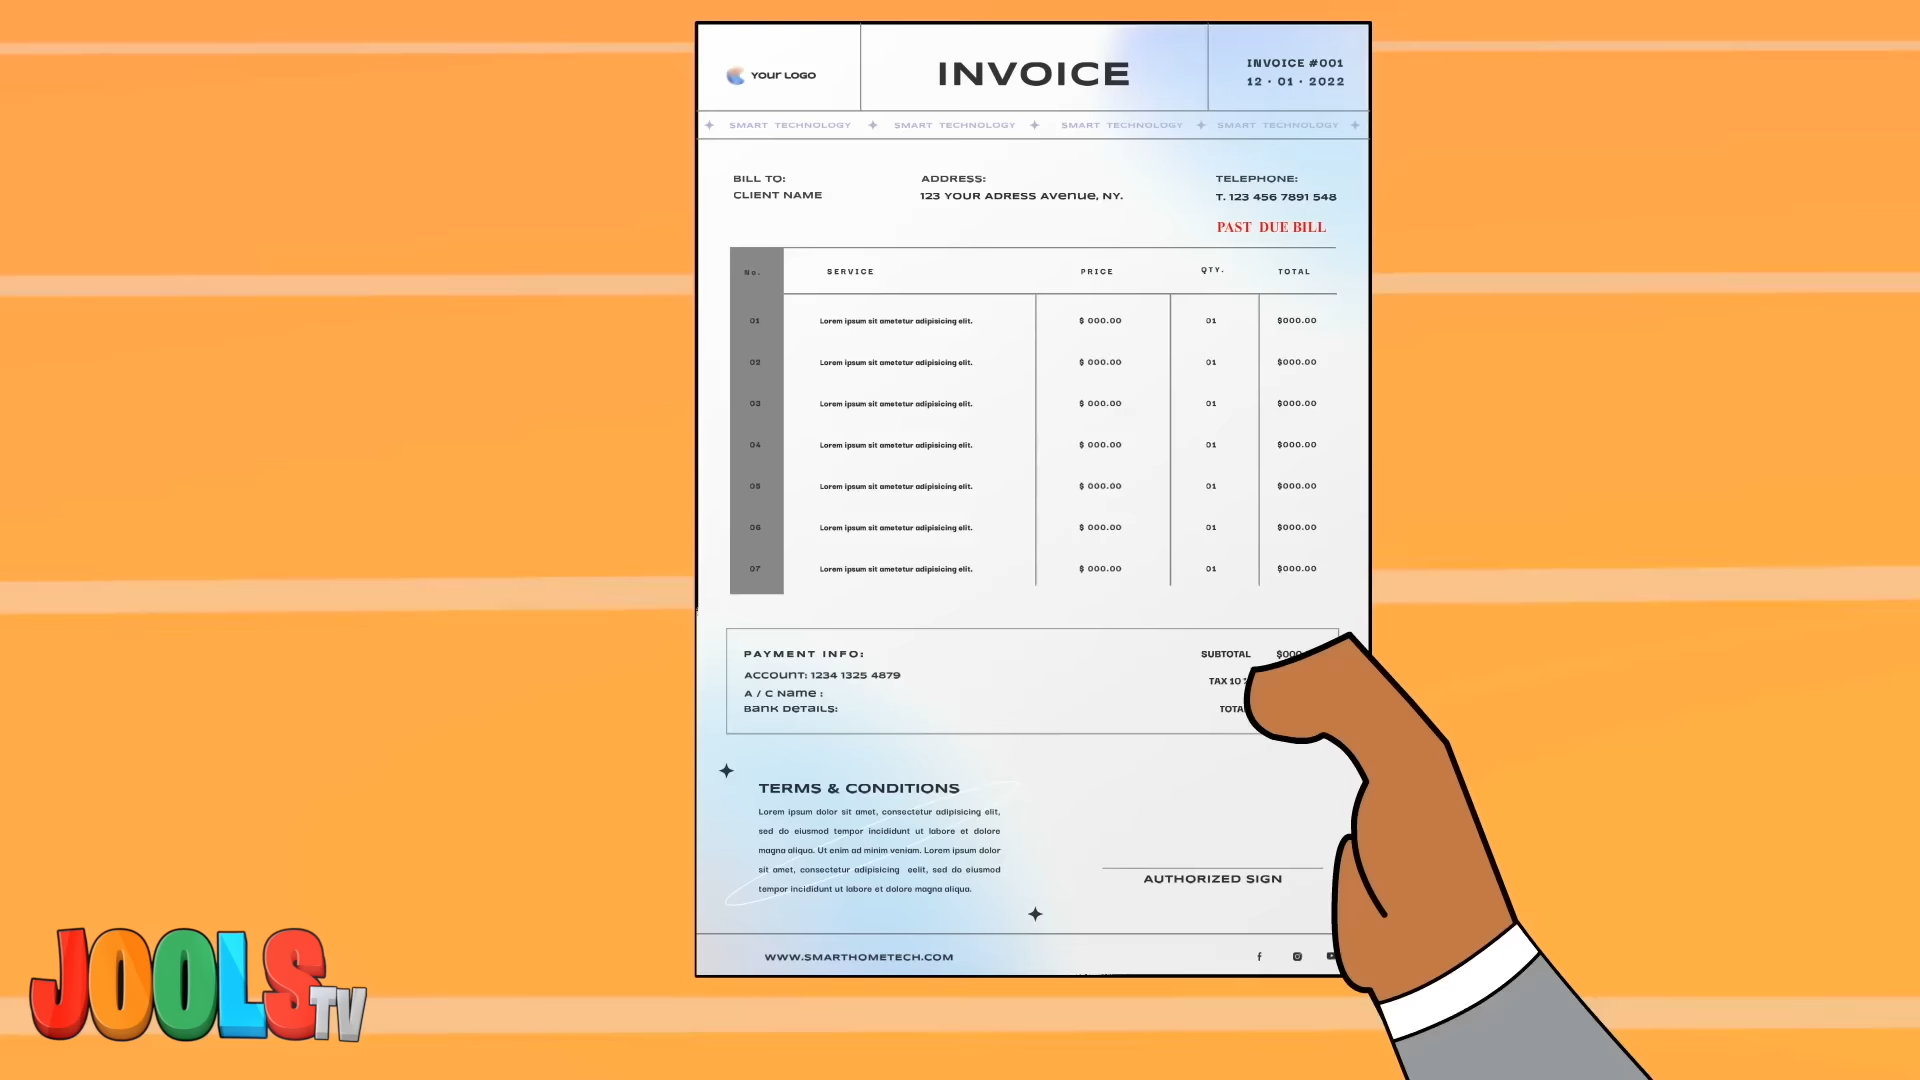 YOUR LOGO
INVOICE
INVOICE #001
12 • 01 • 2022
SMART TECHNOLOGY SMART TECHNOLOGY SMART TECHNOLOGY SMART TECHNOLOGY
BILL TO:
CLIENT NAME
ADDRESS:
123 YOUR ADRESS Avenue, NY.
TELEPHONE:
T. 123 456 7891 548
PAST DUE BILL
No. SERVICE PRICE QTY. TOTAL
01 Lorem ipsum sit ametetur adipisicing elit. $ 000.00 01 $000.00
02 Lorem ipsum sit ametetur adipisicing elit. $ 000.00 01 $000.00
03 Lorem ipsum sit ametetur adipisicing elit. $ 000.00 01 $000.00
04 Lorem ipsum sit ametetur adipisicing elit. $ 000.00 01 $000.00
05 Lorem ipsum sit ametetur adipisicing elit. $ 000.00 01 $000.00
06 Lorem ipsum sit ametetur adipisicing elit. $ 000.00 01 $000.00
07 Lorem ipsum sit ametetur adipisicing elit. $ 000.00 01 $000.00
PAYMENT INFO:
Account: 1234 1325 4879
A / C Name :
Bank Details:
SUBTOTAL $000
TAX 10
TOTA
TERMS & CONDITIONS
Lorem ipsum dolor sit amet, consectetur adipisicing elit,
sed do eiusmod tempor incididunt ut labore et dolore
magna aliqua. Ut enim ad minim veniam. Lorem ipsum dolor
sit amet, consectetur adipisicing eelit, sed do eiusmod
tempor incididunt ut labore et dolore magna aliqua.
AUTHORIZED SIGN
WWW.SMARTHOMETECH.COM
JOOLS TV